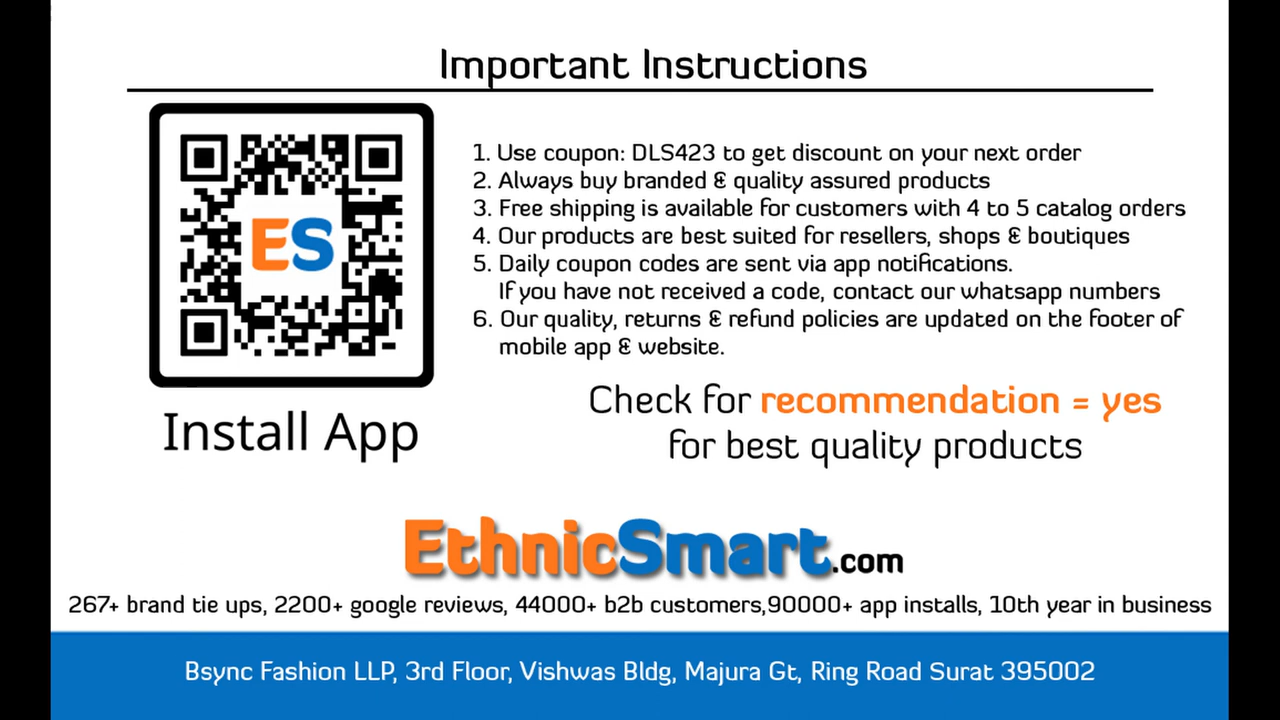 Important Instructions
1. Use coupon: DLS423 to get discount on your next order
2. Always buy branded & quality assured products
3. Free shipping is available for customers with 4 to 5 catalog orders
4. Our products are best suited for resellers, shops & boutiques
5. Daily coupon codes are sent via app notifications.
If you have not received a code, contact our whatsapp numbers
6. Our quality, returns & refund policies are updated on the footer of
mobile app & website.
ES
Install App
Check for recommendation = yes
for best quality products
EthnicSmart.com
267+ brand tie ups, 2200+ google reviews, 44000+ b2b customers,90000+ app installs, 10th year in business
Bsync Fashion LLP, 3rd Floor, Vishwas Bldg, Majura Gt, Ring Road Surat 395002